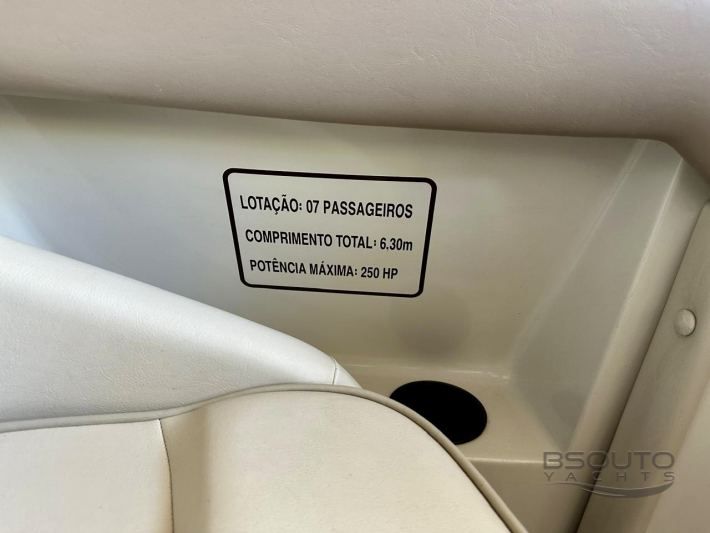 LOTAÇÃO: 07 PASSAGEIROS
COMPRIMENTO TOTAL: 6.30m
POTÊNCIA MÁXIMA: 250 HP
BSOUTO
YACHTS